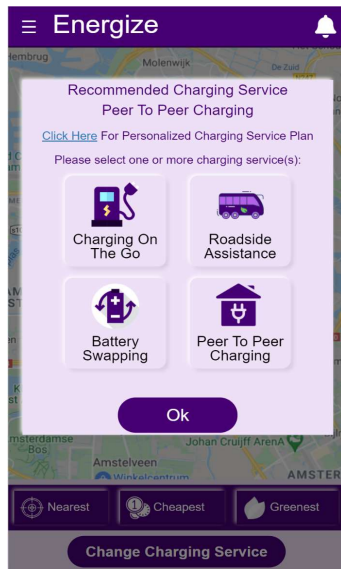 Energize
Hembrug
Molenwijk
De Zuid
Recommended Charging Service
Peer To Peer Charging
Click Here For Personalized Charging Service Plan
Please select one or more charging service(s):
Charging On
The Go
Roadside
Assistance
Battery
Swapping
Peer To Peer
Charging
Ok
Johan Cruijff ArenA
Amstelveen
Winkelcentrum
AMSTER
Nearest
1
Cheapest
Greenest
Change Charging Service